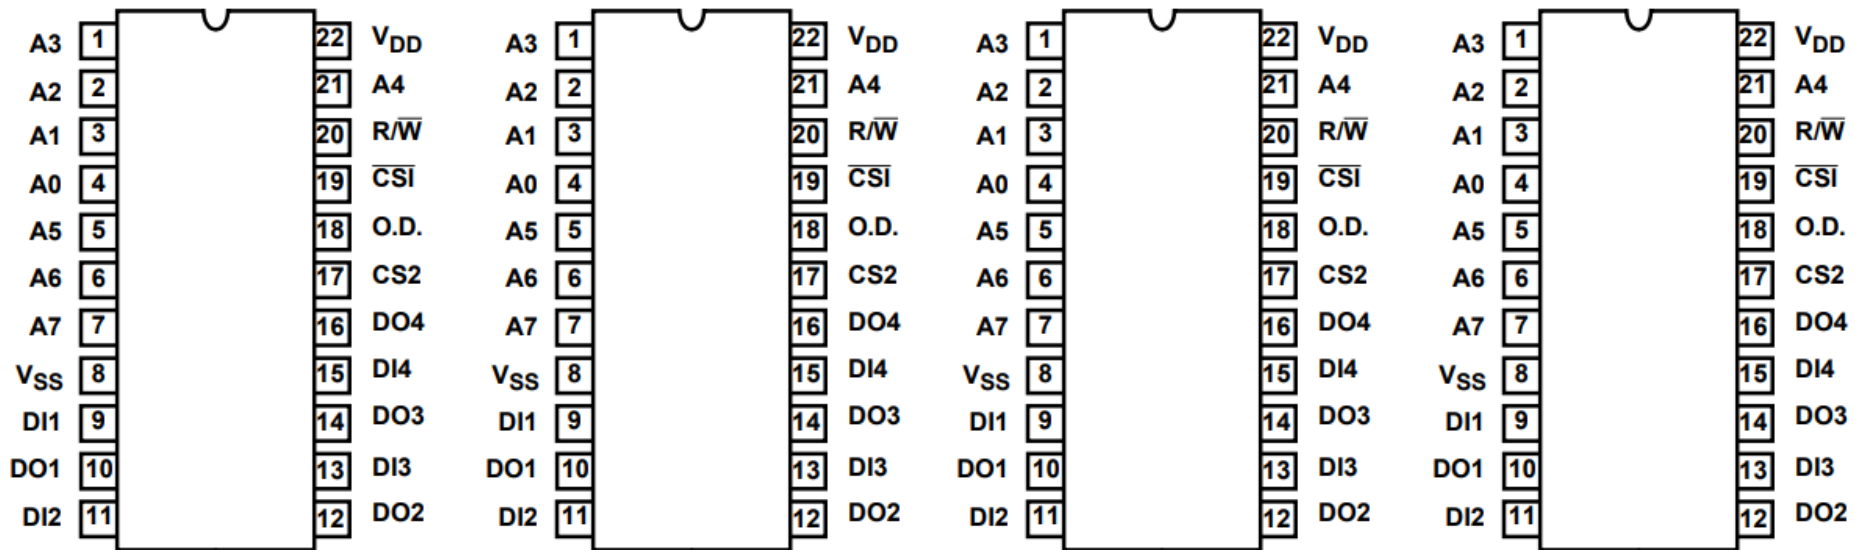 A3 1 22 VDD A3 1 22 VDD A3 1 22 VDD A3 1 22 VDD
A2 2 21 A4 A2 2 21 A4 A2 2 21 A4 A2 2 21 A4
A1 3 20 R/W̅ A1 3 20 R/W̅ A1 3 20 R/W̅ A1 3 20 R/W̅
A0 4 19 C̅S̅I̅ A0 4 19 C̅S̅I̅ A0 4 19 C̅S̅I̅ A0 4 19 C̅S̅I̅
A5 5 18 O.D. A5 5 18 O.D. A5 5 18 O.D. A5 5 18 O.D.
A6 6 17 CS2 A6 6 17 CS2 A6 6 17 CS2 A6 6 17 CS2
A7 7 16 DO4 A7 7 16 DO4 A7 7 16 DO4 A7 7 16 DO4
VSS 8 15 DI4 VSS 8 15 DI4 VSS 8 15 DI4 VSS 8 15 DI4
DI1 9 14 DO3 DI1 9 14 DO3 DI1 9 14 DO3 DI1 9 14 DO3
DO1 10 13 DI3 DO1 10 13 DI3 DO1 10 13 DI3 DO1 10 13 DI3
DI2 11 12 DO2 DI2 11 12 DO2 DI2 11 12 DO2 DI2 11 12 DO2